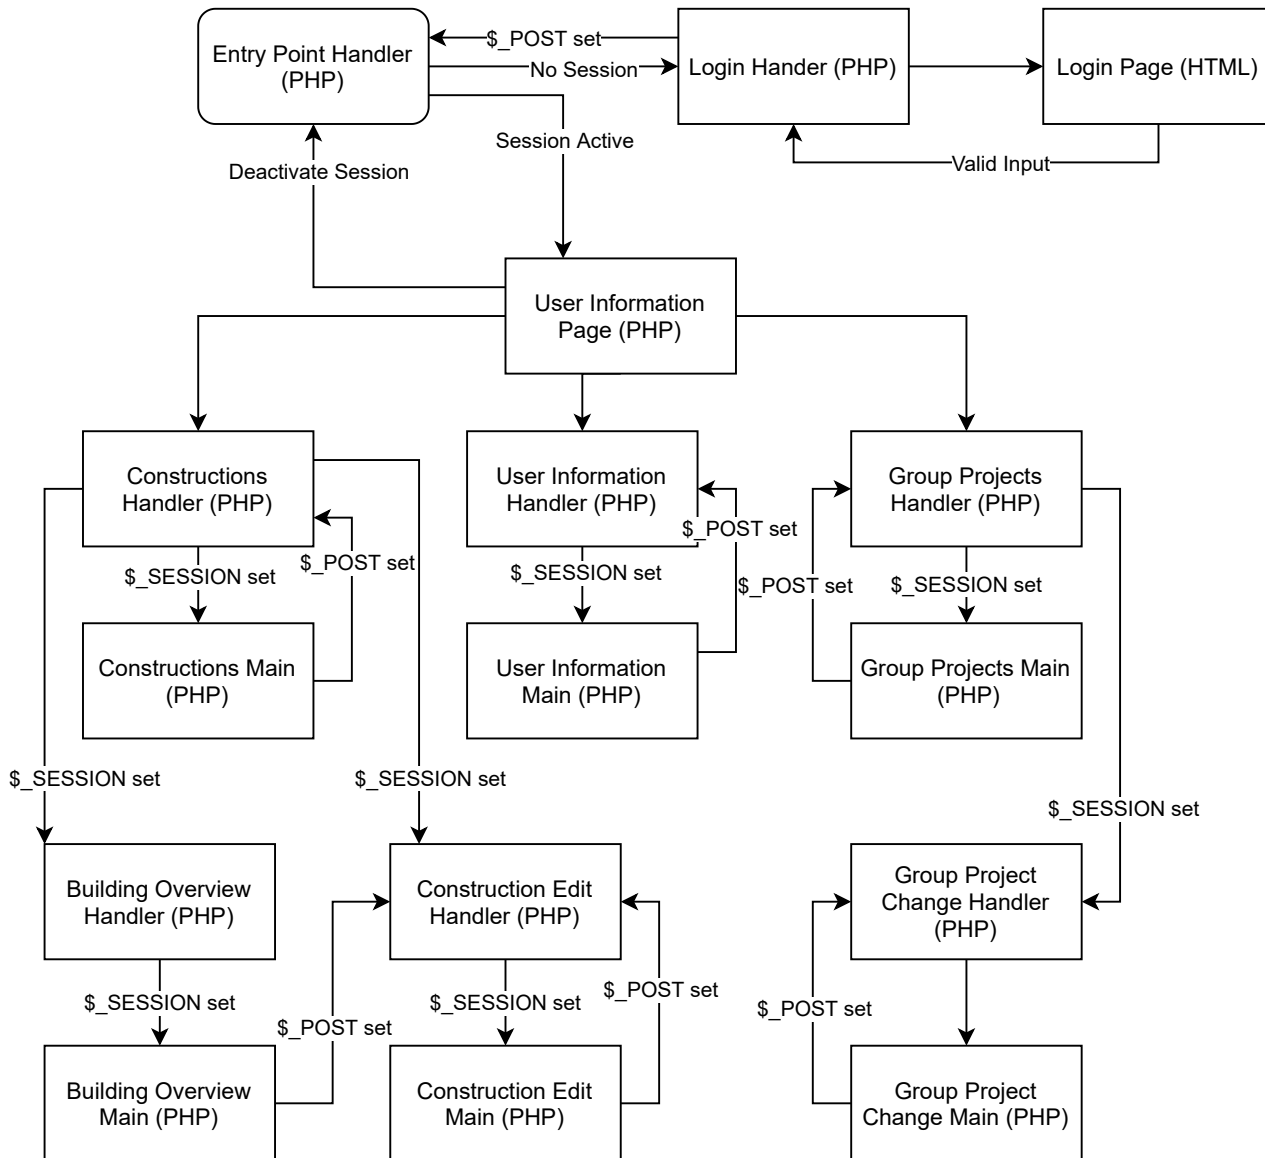 Entry Point Handler
(PHP)
$_POST set
No Session
Login Hander (PHP)
Login Page (HTML)
Session Active
Deactivate Session
Valid Input
User Information
Page (PHP)
Constructions
Handler (PHP)
User Information
Handler (PHP)
Group Projects
Handler (PHP)
$_SESSION set
$_POST set
$_SESSION set
$_POST set
$_POST set
$_SESSION set
Constructions Main
(PHP)
User Information
Main (PHP)
Group Projects Main
(PHP)
$_SESSION set
$_SESSION set
$_SESSION set
Building Overview
Handler (PHP)
Construction Edit
Handler (PHP)
Group Project
Change Handler
(PHP)
$_SESSION set
$_POST set
$_SESSION set
$_POST set
$_POST set
Building Overview
Main (PHP)
Construction Edit
Main (PHP)
Group Project
Change Main (PHP)